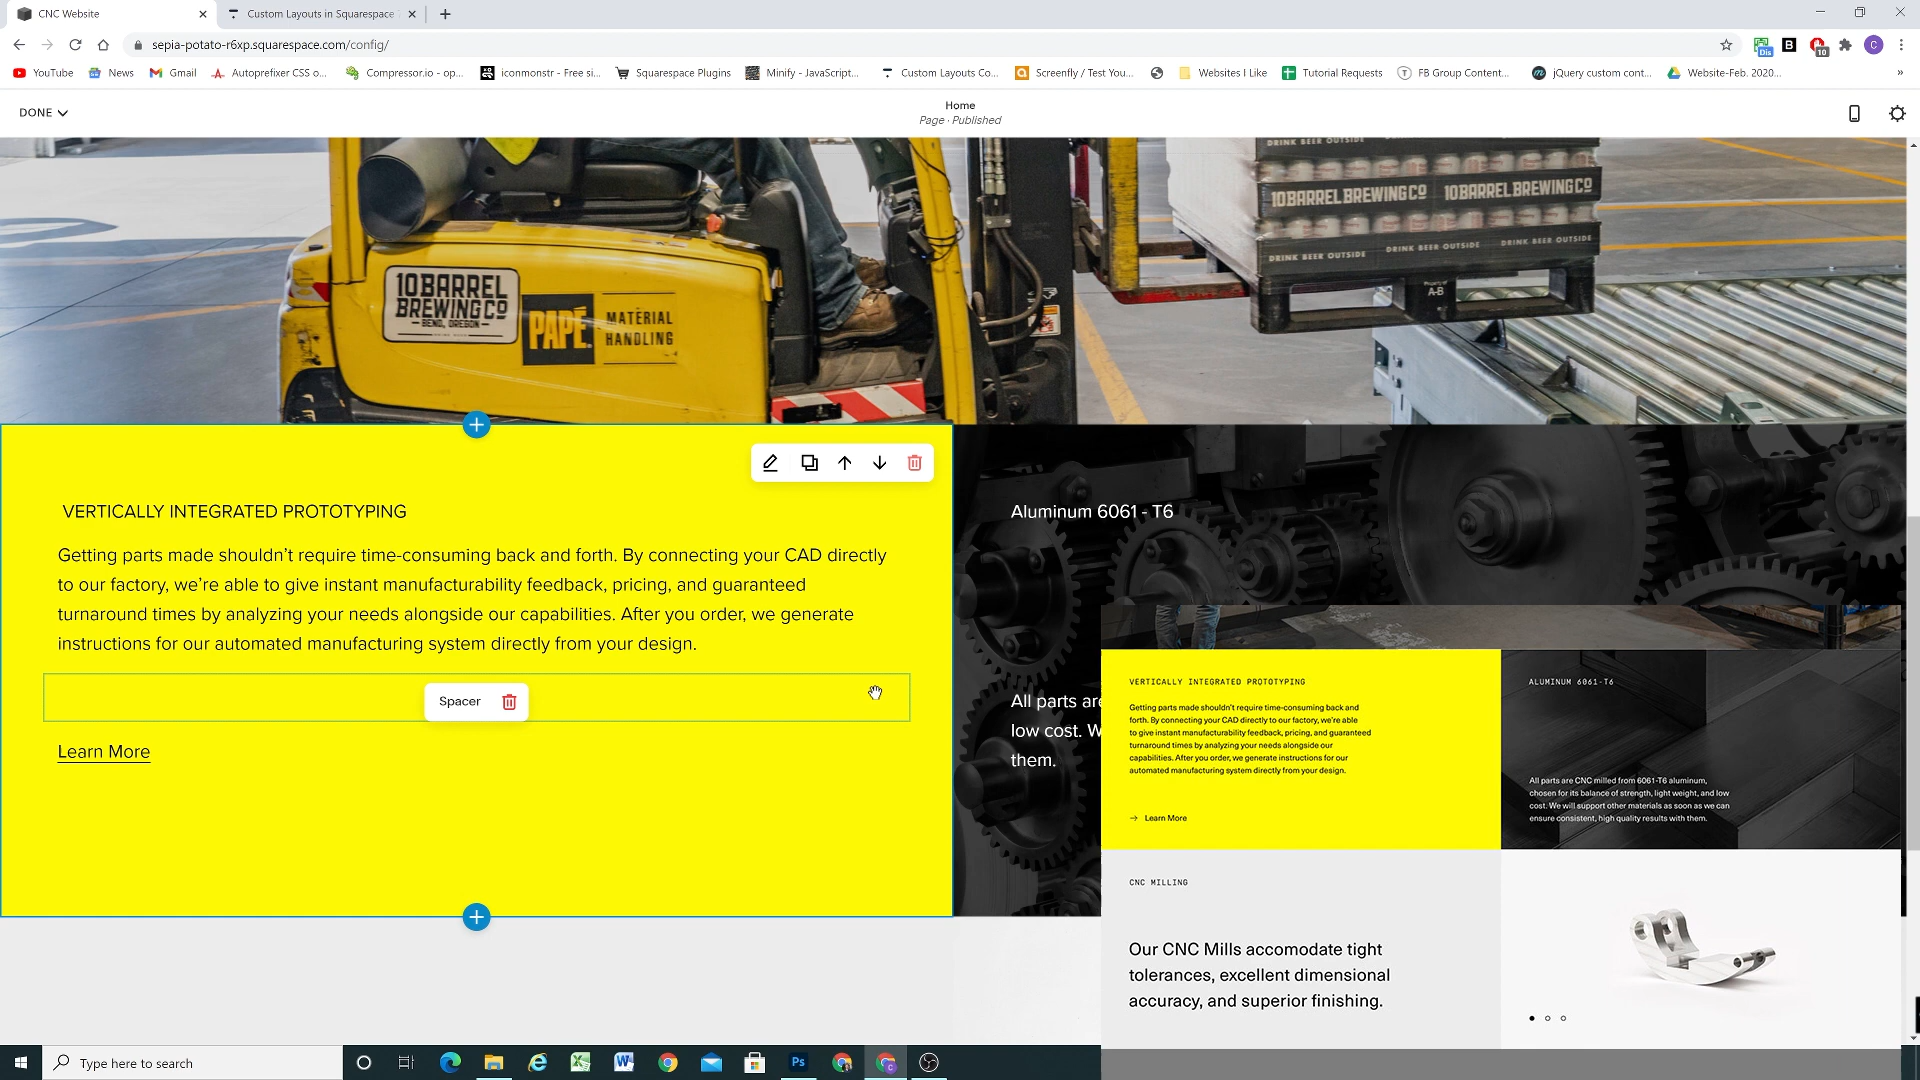 CNC Website
Custom Layouts in Squarespace
sepia-potato-r6xp.squarespace.com/config/
Dis
B
10
C
YouTube
News
Gmail
Autoprefixer CSS o...
Compressor.io - op...
iconmonstr - Free si...
Squarespace Plugins
Minify - JavaScript...
Custom Layouts Co...
Screenfly / Test You...
Websites I Like
Tutorial Requests
FB Group Content...
jQuery custom cont...
Website-Feb. 2020...
DONE
Home
Page · Published
DRINK BEER OUTSIDE
DRINK BEER OUTSIDE
10BARREL BREWING CO
10BARREL BREWING CO
DRINK BEER OUTSIDE
DRINK BEER OUTSIDE
DRINK BEER OUTSIDE
A-B
10BARREL
BREWING CO
BEND, OREGON
PAPÉ
MATERIAL
HANDLING
VERTICALLY INTEGRATED PROTOTYPING
Getting parts made shouldn’t require time-consuming back and forth. By connecting your CAD directly
to our factory, we’re able to give instant manufacturability feedback, pricing, and guaranteed
turnaround times by analyzing your needs alongside our capabilities. After you order, we generate
instructions for our automated manufacturing system directly from your design.
Spacer
Learn More
Aluminum 6061 - T6
All parts are
low cost. W
them.
VERTICALLY INTEGRATED PROTOTYPING
Getting parts made shouldn't require time-consuming back and
forth. By connecting your CAD directly to our factory, we're able
to give instant manufacturability feedback, pricing, and guaranteed
turnaround times by analyzing your needs alongside our
capabilities. After you order, we generate instructions for our
automated manufacturing system directly from your design.
→ Learn More
ALUMINUM 6061-T6
All parts are CNC milled from 6061-T6 aluminum,
chosen for its balance of strength, light weight, and low
cost. We will support other materials as soon as we can
ensure consistent, high quality results with them.
CNC MILLING
Our CNC Mills accomodate tight
tolerances, excellent dimensional
accuracy, and superior finishing.
Type here to search
Ps